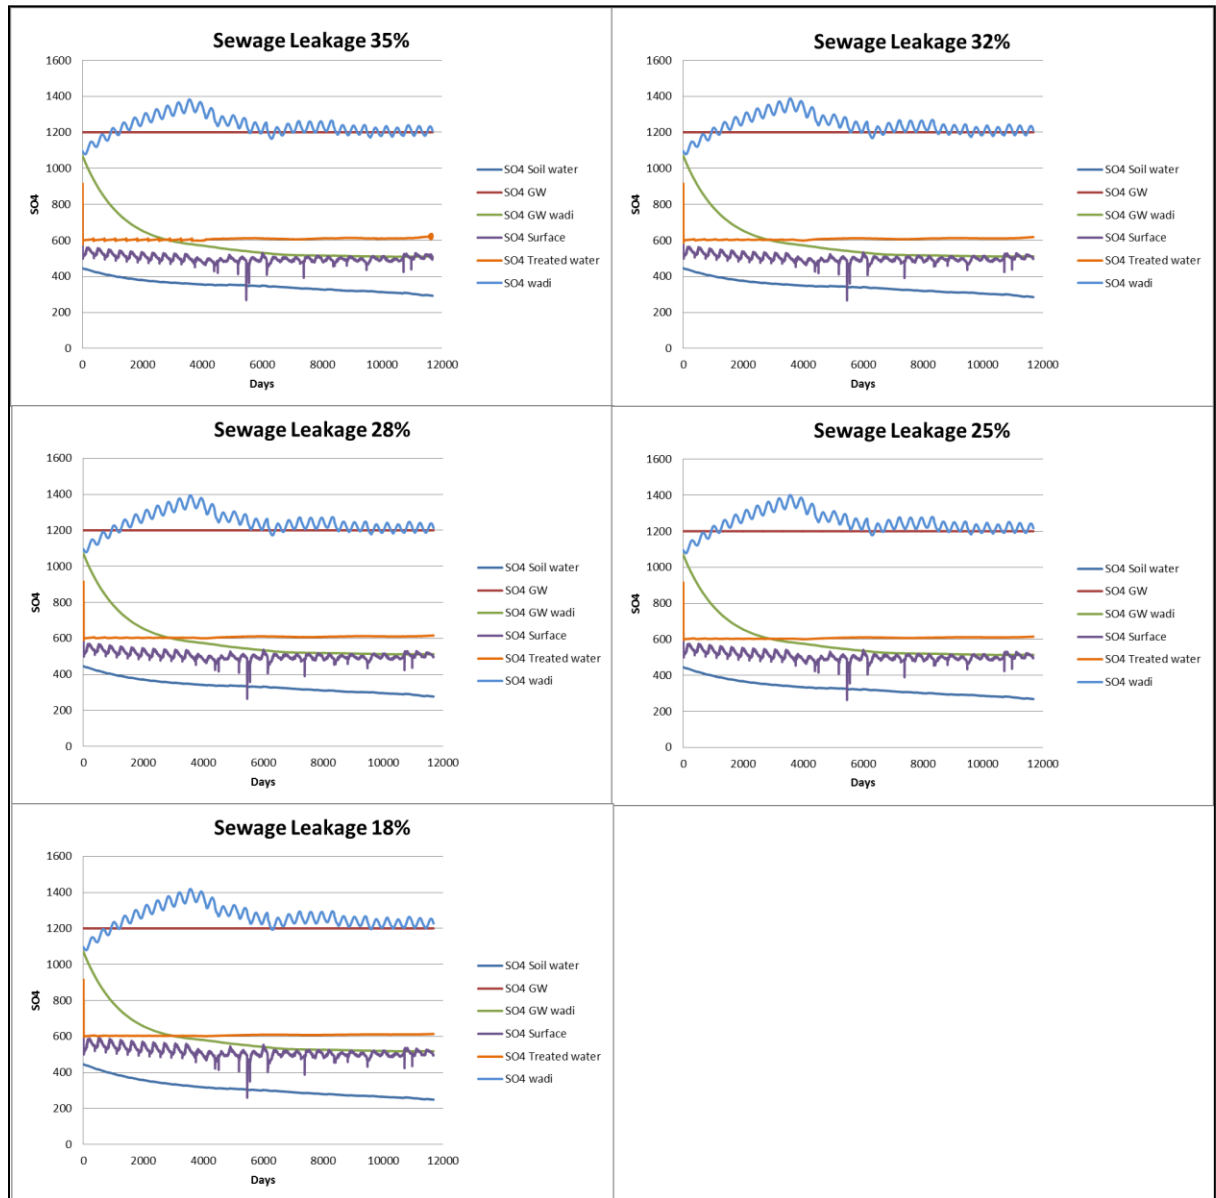 Sewage Leakage 35%
1600
1400
1200
1000
800
600
400
200
0
SO4
0 2000 4000 6000 8000 10000 12000
Days
SO4 Soil water
SO4 GW
SO4 GW wadi
SO4 Surface
SO4 Treated water
SO4 wadi
Sewage Leakage 32%
1600
1400
1200
1000
800
600
400
200
0
SO4
0 2000 4000 6000 8000 10000 12000
Days
SO4 Soil water
SO4 GW
SO4 GW wadi
SO4 Surface
SO4 Treated water
SO4 wadi
Sewage Leakage 28%
1600
1400
1200
1000
800
600
400
200
0
SO4
0 2000 4000 6000 8000 10000 12000
Days
SO4 Soil water
SO4 GW
SO4 GW wadi
SO4 Surface
SO4 Treated water
SO4 wadi
Sewage Leakage 25%
1600
1400
1200
1000
800
600
400
200
0
SO4
0 2000 4000 6000 8000 10000 12000
Days
SO4 Soil water
SO4 GW
SO4 GW wadi
SO4 Surface
SO4 Treated water
SO4 wadi
Sewage Leakage 18%
1600
1400
1200
1000
800
600
400
200
0
SO4
0 2000 4000 6000 8000 10000 12000
Days
SO4 Soil water
SO4 GW
SO4 GW wadi
SO4 Surface
SO4 Treated water
SO4 wadi